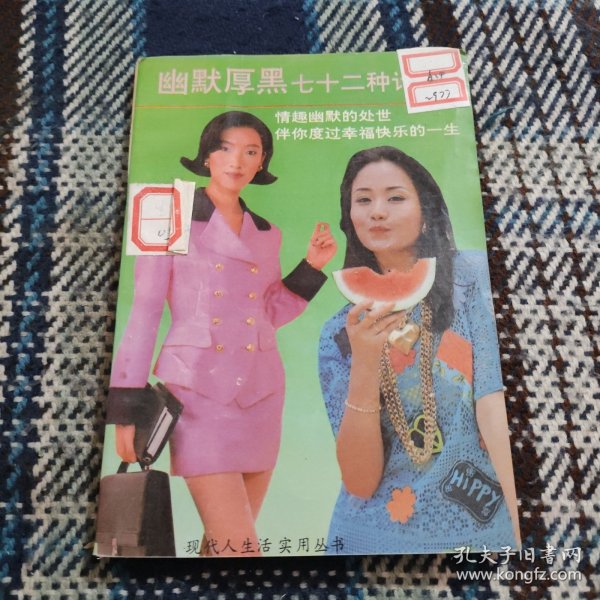 幽默厚黑七十二种
情趣幽默的处世
伴你度过幸福快乐的一生
HiPPY
现代人生活实用丛书
孔夫子旧书网
www.kongfz.com